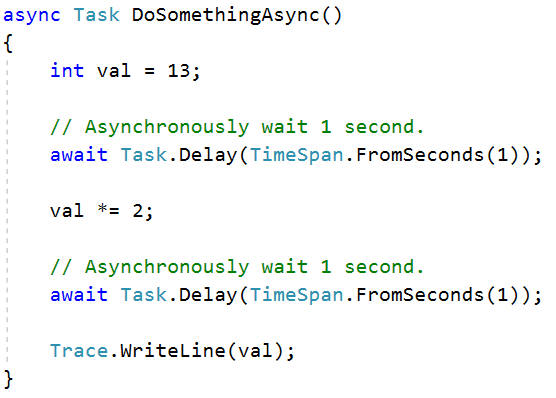 async Task DoSomethingAsync()
{
    int val = 13;

    // Asynchronously wait 1 second.
    await Task.Delay(TimeSpan.FromSeconds(1));

    val *= 2;

    // Asynchronously wait 1 second.
    await Task.Delay(TimeSpan.FromSeconds(1));

    Trace.WriteLine(val);
}